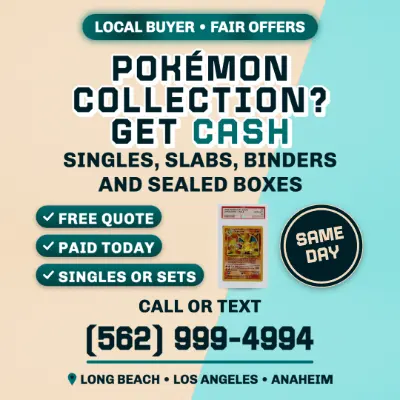 LOCAL BUYER • FAIR OFFERS
POKÉMON
COLLECTION?
GET CASH
SINGLES, SLABS, BINDERS
AND SEALED BOXES
✓ FREE QUOTE
✓ PAID TODAY
✓ SINGLES OR SETS
SAME
DAY
CALL OR TEXT
(562) 999-4994
LONG BEACH • LOS ANGELES • ANAHEIM